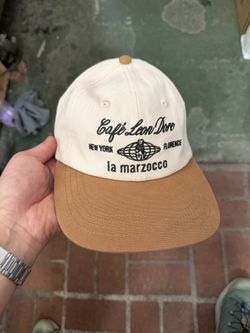 Café Leon Dore
NEW YORK FLORENCE
la marzocco